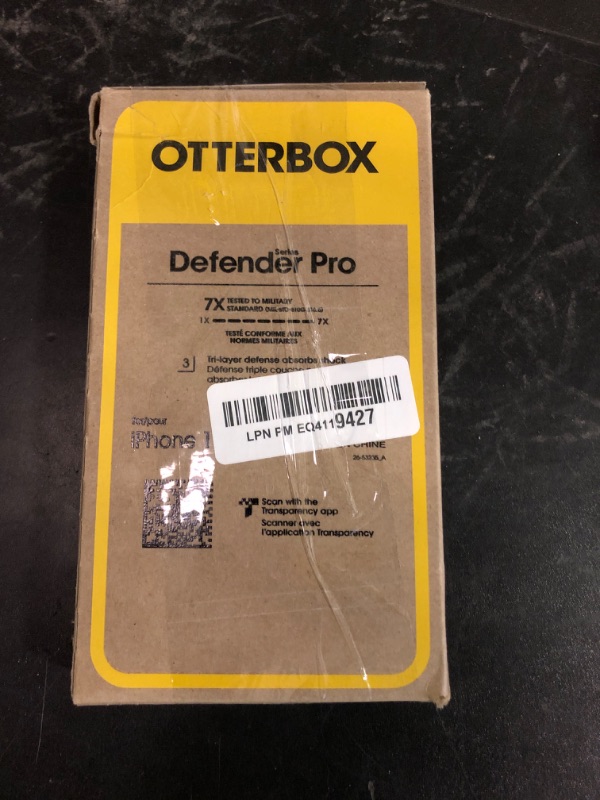 OTTERBOX
Series
Defender Pro
7X TESTED TO MILITARY
STANDARD
1X 7X
TESTÉ CONFORME AUX
NORMES MILITAIRES
3 Tri-layer defense absorbs shock
Défense triple
LPN PM EQ4119427
for/pour
iPhone 1
CHINE
Scan with the
Transparency app
Scanner avec
l'application Transparency